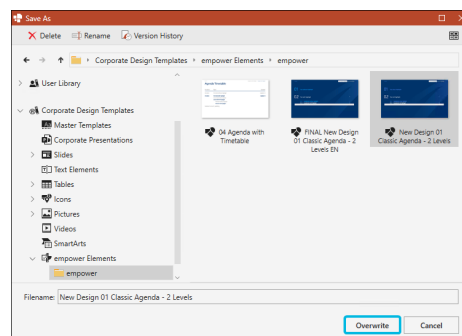 Save As
Delete Rename Version History
Corporate Design Templates empower Elements empower
User Library
Corporate Design Templates
Master Templates
Corporate Presentations
Slides
Text Elements
Tables
Icons
Pictures
Videos
SmartArts
empower Elements
empower
04 Agenda with
Timetable
FINAL New Design
01 Classic Agenda - 2
Levels EN
New Design 01
Classic Agenda - 2 Levels
Filename: New Design 01 Classic Agenda - 2 Levels
Overwrite Cancel